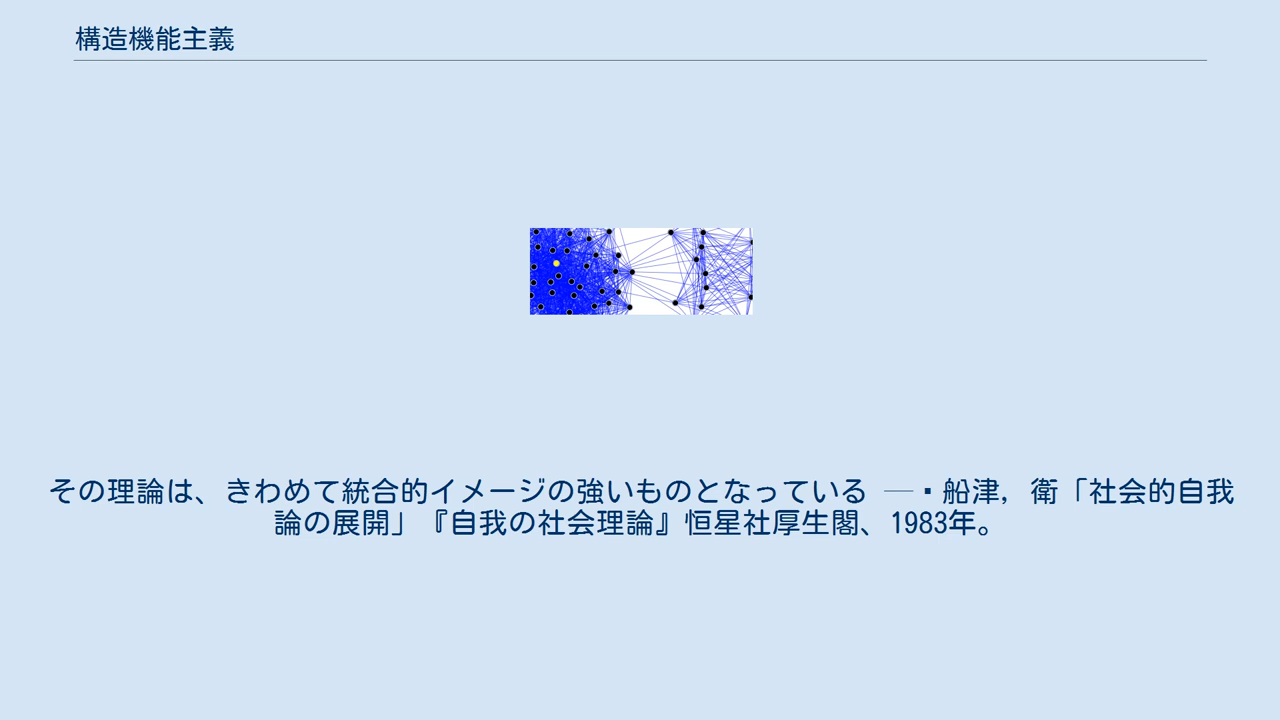 構造機能主義
その理論は、きわめて統合的イメージの強いものとなっている ―▪船津, 衛「社会的自我
論の展開」『自我の社会理論』恒星社厚生閣、1983年。